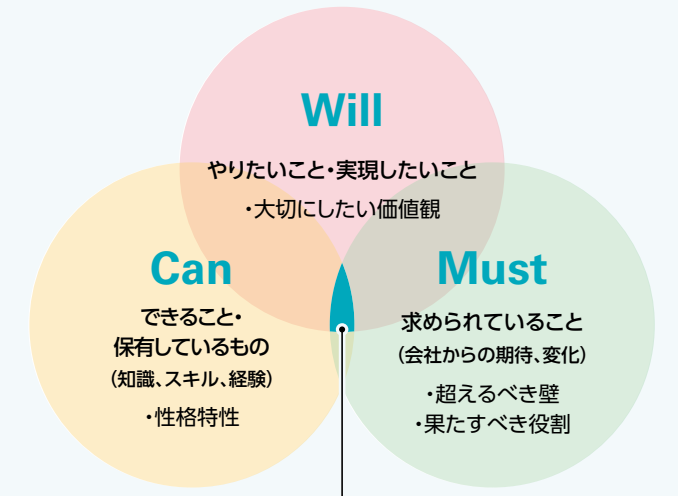 Will
やりたいこと・実現したいこと
・大切にしたい価値観
Can
できること・
保有しているもの
(知識、スキル、経験)
・性格特性
Must
求められていること
(会社からの期待、変化)
・超えるべき壁
・果たすべき役割